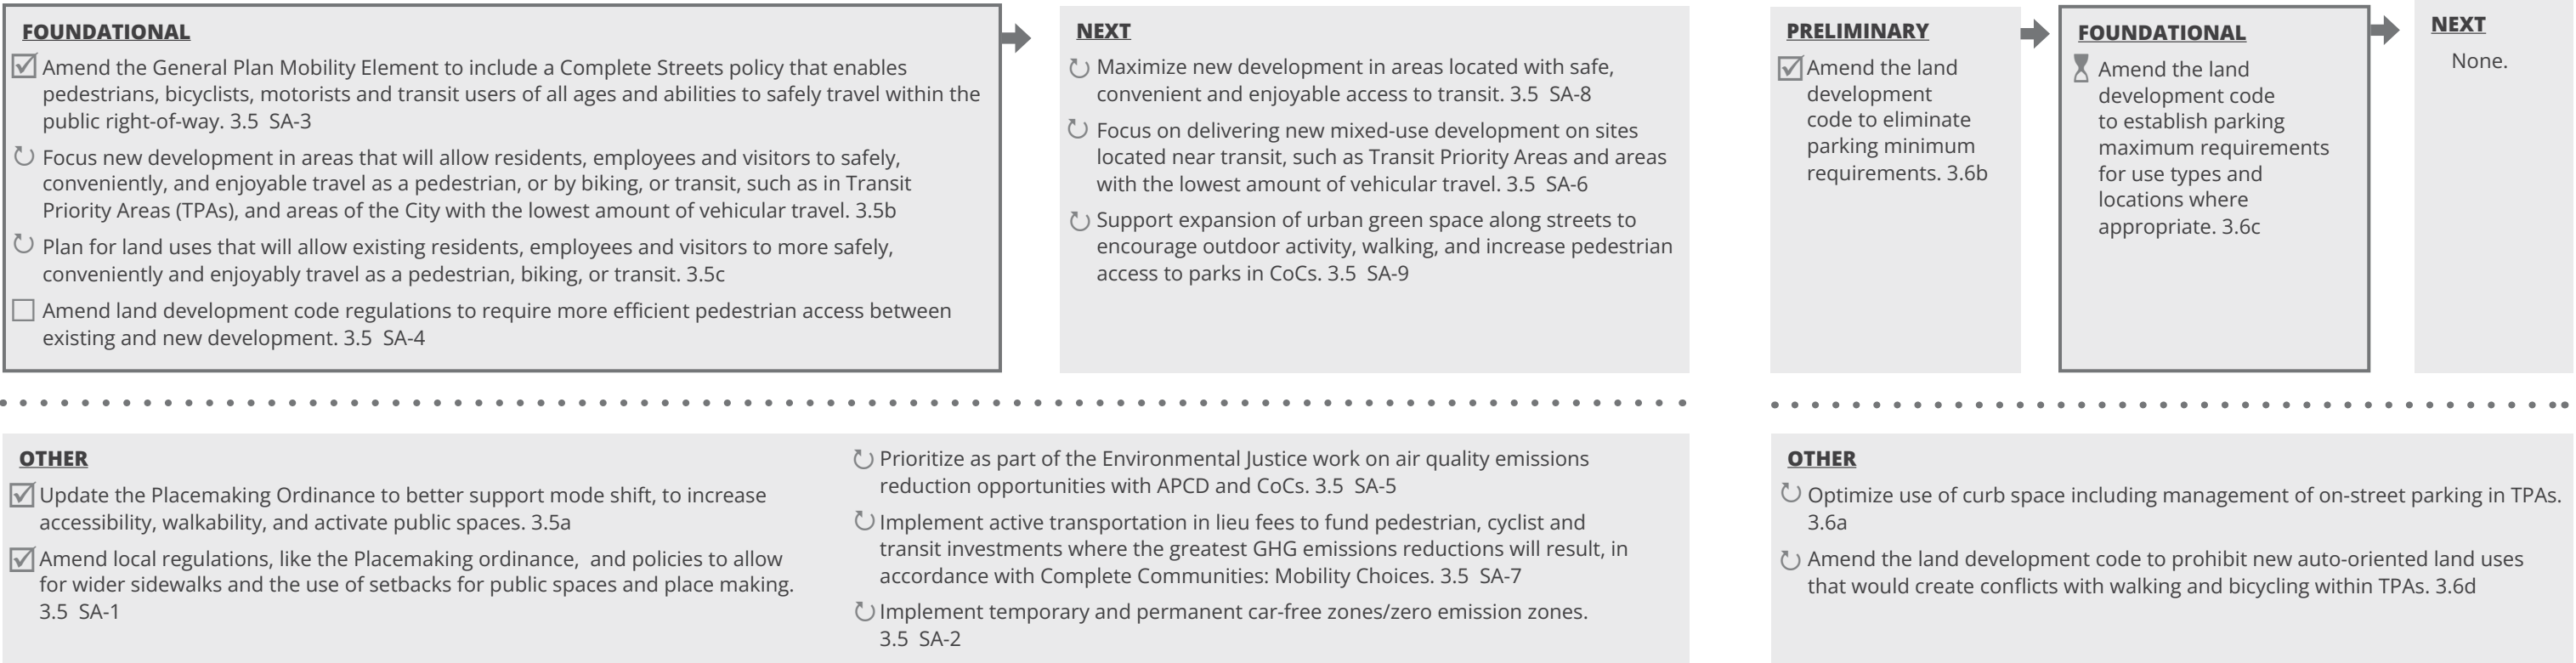 FOUNDATIONAL
Amend the General Plan Mobility Element to include a Complete Streets policy that enables
pedestrians, bicyclists, motorists and transit users of all ages and abilities to safely travel within the
public right-of-way. 3.5 SA-3
Focus new development in areas that will allow residents, employees and visitors to safely,
conveniently, and enjoyable travel as a pedestrian, or by biking, or transit, such as in Transit
Priority Areas (TPAs), and areas of the City with the lowest amount of vehicular travel. 3.5b
Plan for land uses that will allow existing residents, employees and visitors to more safely,
conveniently and enjoyably travel as a pedestrian, biking, or transit. 3.5c
Amend land development code regulations to require more efficient pedestrian access between
existing and new development. 3.5 SA-4
NEXT
Maximize new development in areas located with safe,
convenient and enjoyable access to transit. 3.5 SA-8
Focus on delivering new mixed-use development on sites
located near transit, such as Transit Priority Areas and areas
with the lowest amount of vehicular travel. 3.5 SA-6
Support expansion of urban green space along streets to
encourage outdoor activity, walking, and increase pedestrian
access to parks in CoCs. 3.5 SA-9
PRELIMINARY
Amend the land
development
code to eliminate
parking minimum
requirements. 3.6b
FOUNDATIONAL
Amend the land
development code
to establish parking
maximum requirements
for use types and
locations where
appropriate. 3.6c
NEXT
None.
OTHER
Update the Placemaking Ordinance to better support mode shift, to increase
accessibility, walkability, and activate public spaces. 3.5a
Amend local regulations, like the Placemaking ordinance, and policies to allow
for wider sidewalks and the use of setbacks for public spaces and place making.
3.5 SA-1
Prioritize as part of the Environmental Justice work on air quality emissions
reduction opportunities with APCD and CoCs. 3.5 SA-5
Implement active transportation in lieu fees to fund pedestrian, cyclist and
transit investments where the greatest GHG emissions reductions will result, in
accordance with Complete Communities: Mobility Choices. 3.5 SA-7
Implement temporary and permanent car-free zones/zero emission zones.
3.5 SA-2
OTHER
Optimize use of curb space including management of on-street parking in TPAs.
3.6a
Amend the land development code to prohibit new auto-oriented land uses
that would create conflicts with walking and bicycling within TPAs. 3.6d